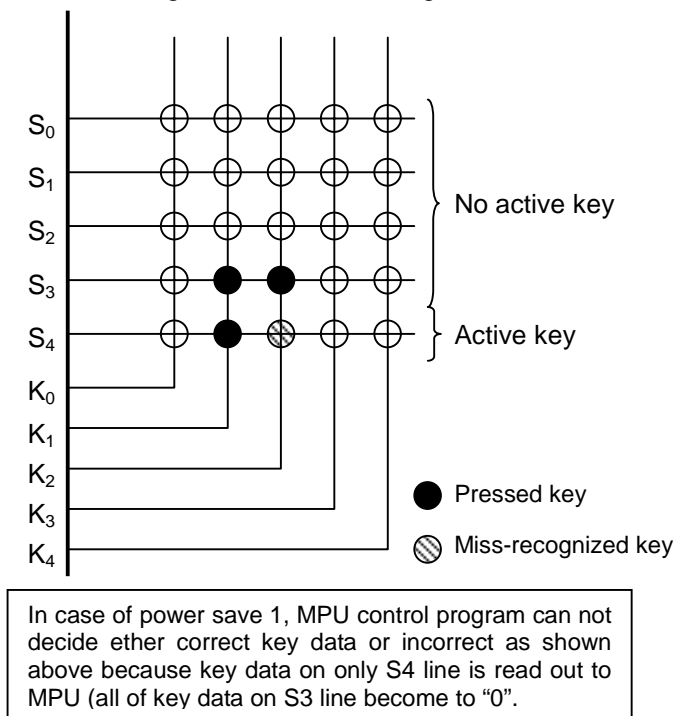 S0
S1
S2
S3
S4
K0
K1
K2
K3
K4
No active key
Active key
Pressed key
Miss-recognized key
In case of power save 1, MPU control program can not
decide ether correct key data or incorrect as shown
above because key data on only S4 line is read out to
MPU (all of key data on S3 line become to “0”.